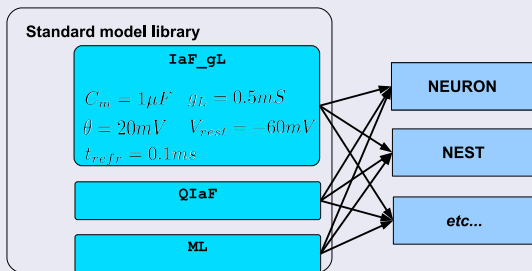 Standard model library
IaF_gL
C_m = 1μF g_L = 0.5mS
θ = 20mV V_rest = −60mV
t_refr = 0.1ms
QIaF
ML
NEURON
NEST
etc...